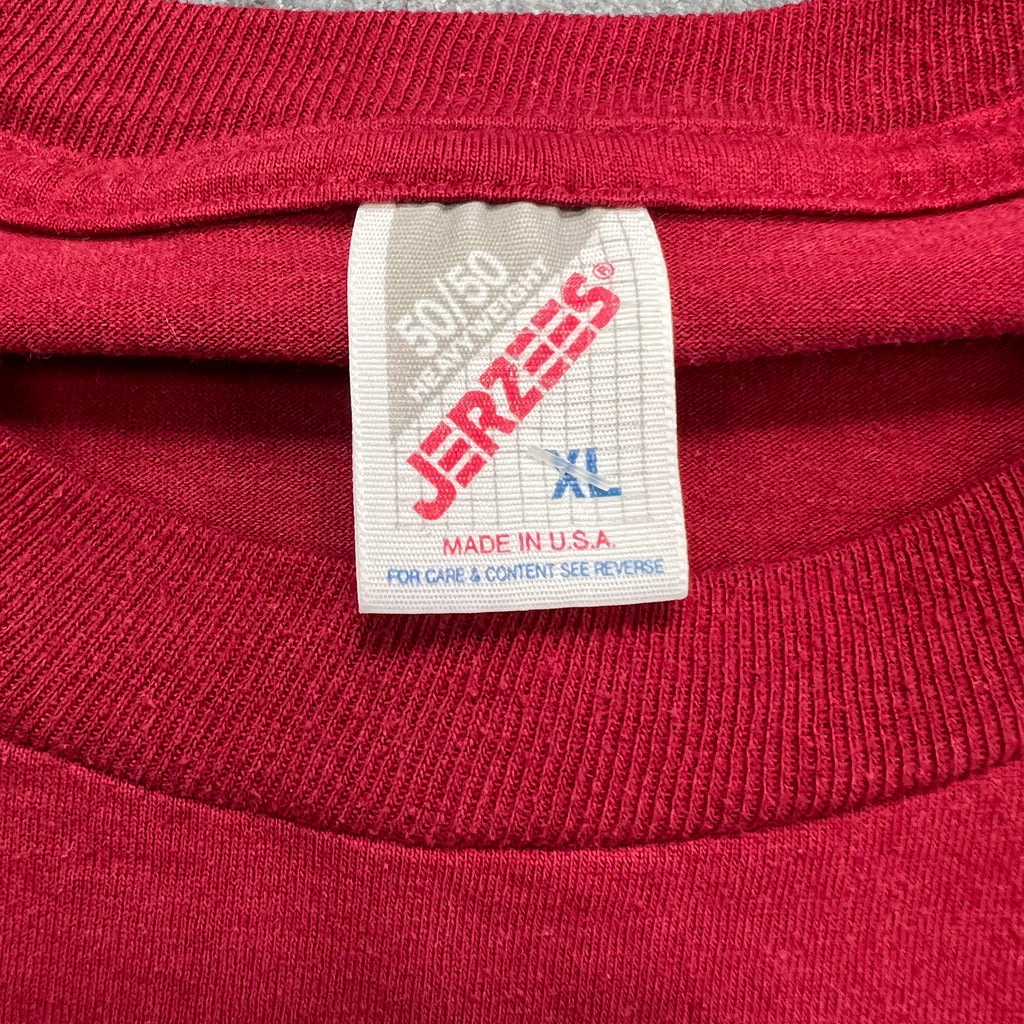 50/50
HEAVYWEIGHT
JERZEES®
XL
MADE IN U.S.A.
FOR CARE & CONTENT SEE REVERSE